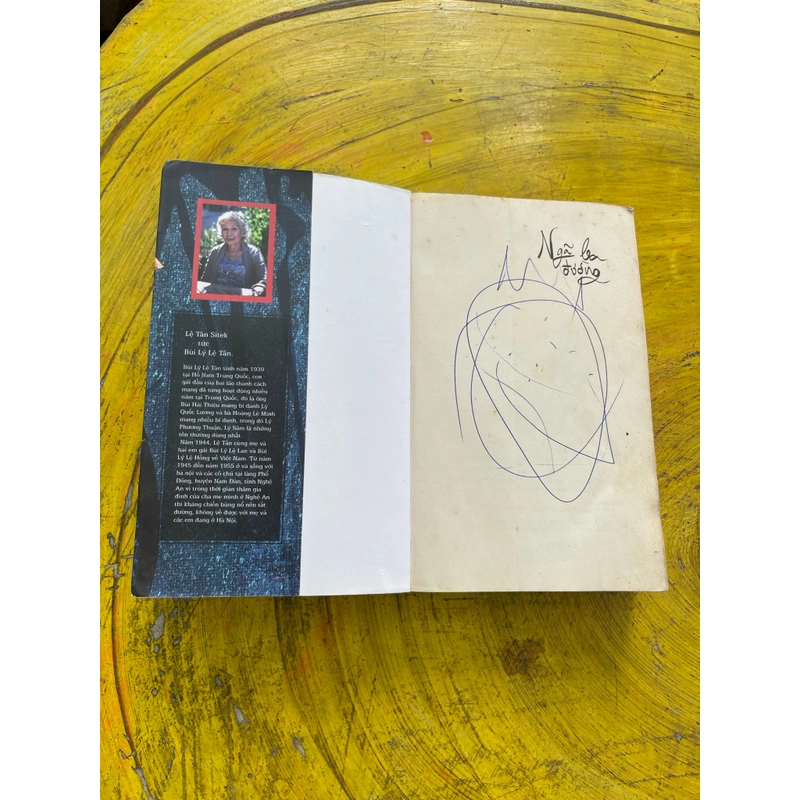 Lệ Tân Sitek
tức
Bùi Lý Lệ Tân.
Bùi Lý Lệ Tân sinh năm 1939
tại Hồ Nam Trung Quốc, con
gái đầu của hai lão thành cách
mạng đã từng hoạt động nhiều
năm tại Trung Quốc, đó là ông
Bùi Hải Thiệu mang bí danh Lý
Quốc Lương và bà Hoàng Lệ Minh
mang nhiều bí danh, trong đó Lý
Phương Thuận, Lý Sâm là những
tên thường dùng nhất.
Năm 1944, Lệ Tân cùng mẹ và
hai em gái Bùi Lý Lệ Lan và Bùi
Lý Lệ Hồng về Việt Nam. Từ năm
1945 đến năm 1955 ở và sống với
bà nội và các cô chú tại làng Phổ
Đông, huyện Nam Đàn, tỉnh Nghệ
An vì trong thời gian thăm gia
đình của cha mẹ mình ở Nghệ An
thì kháng chiến bùng nổ nên tắt
đường, không về được với mẹ và
các em đang ở Hà Nội.
Ngã ba
đường